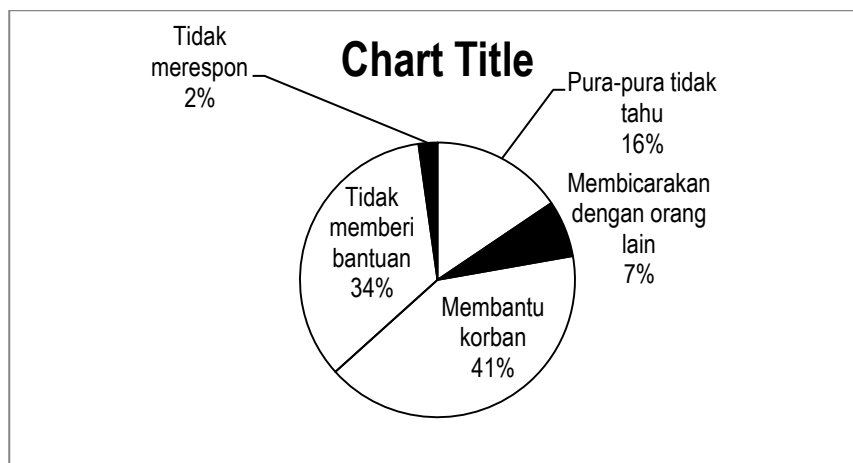 Chart Title
Tidak
merespon
2%
Pura-pura tidak
tahu
16%
Membicarakan
dengan orang
lain
7%
Membantu
korban
41%
Tidak
memberi
bantuan
34%